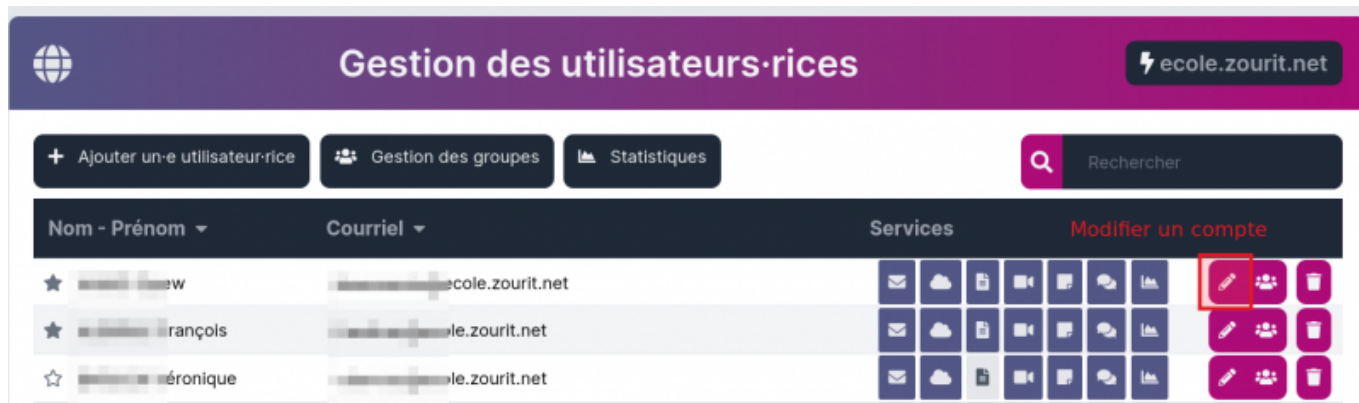 Gestion des utilisateurs·rices
ecole.zourit.net
Ajouter un·e utilisateur·rice Gestion des groupes Statistiques Rechercher
Nom - Prénom Courriel Services Modifier un compte
ecole.zourit.net
rançois le.zourit.net
éronique le.zourit.net